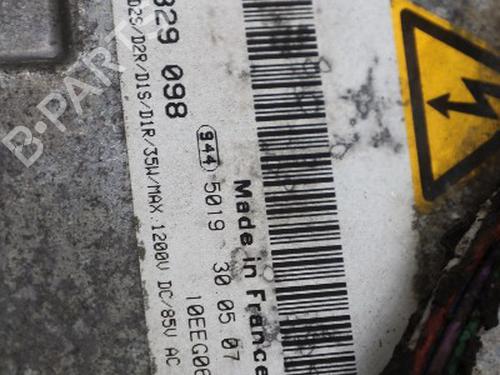 829 098
D2S/D2R/D1S/D1R/35W/MAX.1200V DC/85V AC
944 5019 30.05.07
Made in France
B-PARTS